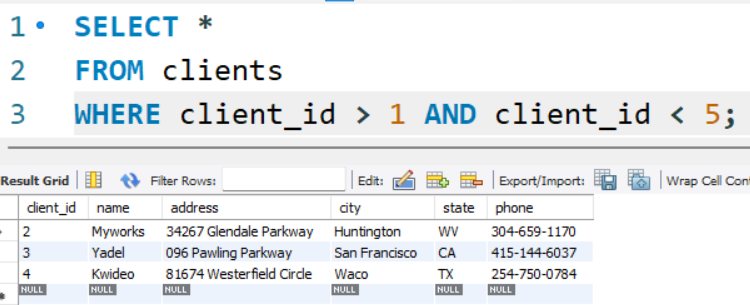 1 SELECT *
2 FROM clients
3 WHERE client_id > 1 AND client_id < 5;
Result Grid Filter Rows: Edit: Export/Import: Wrap Cell Con
client_id name address city state phone
2 Myworks 34267 Glendale Parkway Huntington WV 304-659-1170
3 Yadel 096 Pawling Parkway San Francisco CA 415-144-6037
4 Kwideo 81674 Westerfield Circle Waco TX 254-750-0784
NULL NULL NULL NULL NULL NULL